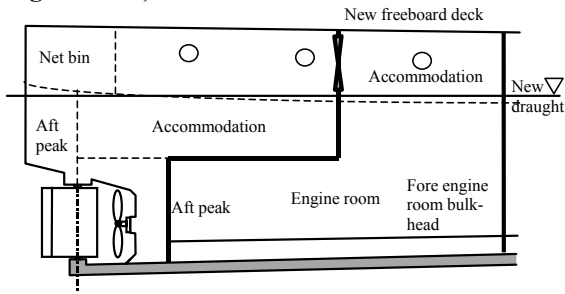 New freeboard deck
Net bin
Accommodation
New
draught
Aft
peak
Accommodation
Aft peak
Engine room
Fore engine
room bulk-
head